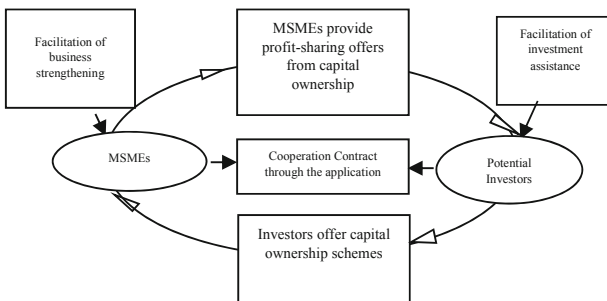 Facilitation of
business
strengthening
MSMEs provide
profit-sharing offers
from capital
ownership
Facilitation of
investment
assistance
MSMEs
Cooperation Contract
through the application
Potential
Investors
Investors offer capital
ownership schemes